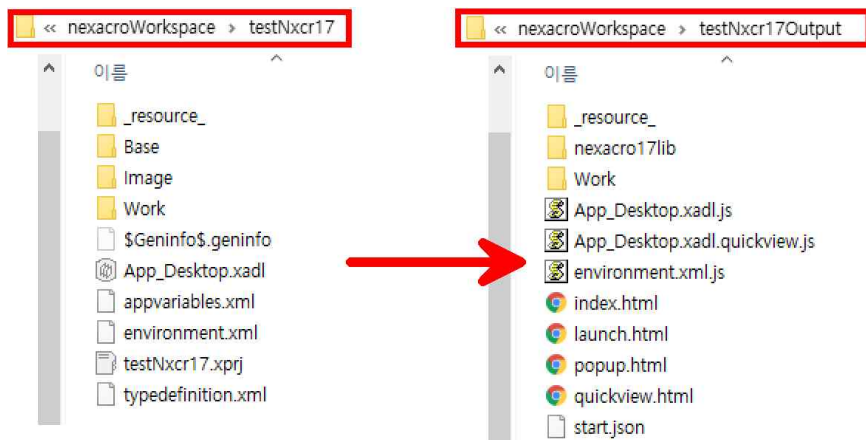 « nexacroWorkspace > testNxcr17
이름
_resource_
Base
Image
Work
$Geninfo$.geninfo
App_Desktop.xadl
appvariables.xml
environment.xml
testNxcr17.xprj
typedefinition.xml
« nexacroWorkspace > testNxcr17Output
이름
_resource_
nexacro17lib
Work
App_Desktop.xadl.js
App_Desktop.xadl.quickview.js
environment.xml.js
index.html
launch.html
popup.html
quickview.html
start.json